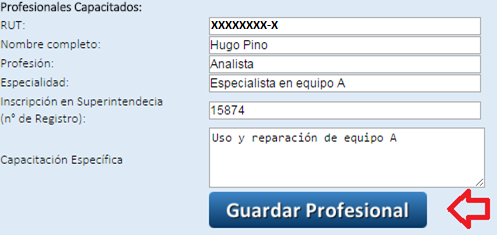 Profesionales Capacitados:
RUT: XXXXXXXX-X
Nombre completo: Hugo Pino
Profesión: Analista
Especialidad: Especialista en equipo A
Inscripción en Superintendecia
(n° de Registro): 15874
Capacitación Específica Uso y reparación de equipo A
Guardar Profesional